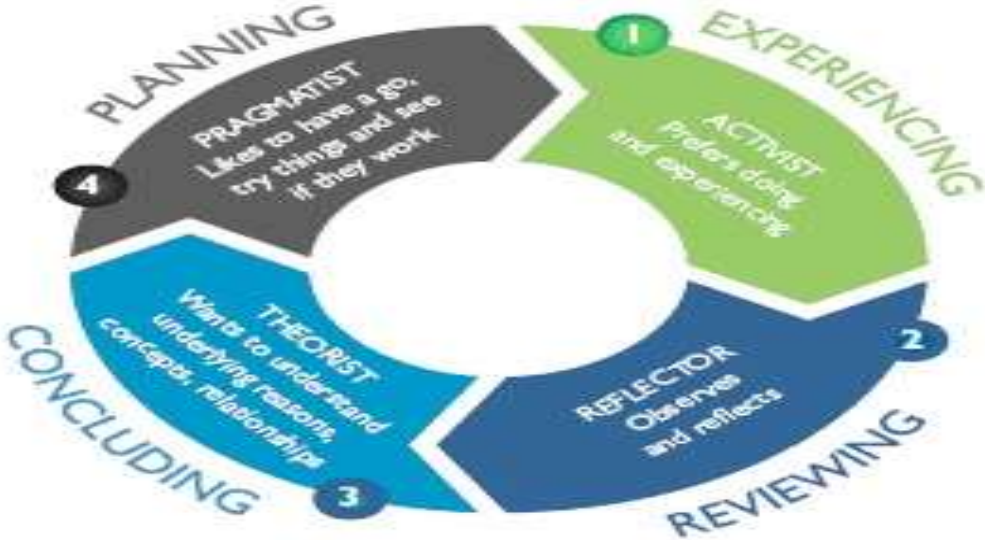 1
EXPERIENCING
ACTIVIST
Prefers doing
and experiencing
2
REVIEWING
REFLECTOR
Observes
and reflects
3
CONCLUDING
THEORIST
Wants to understand
underlying reasons,
concepts, relationships
4
PLANNING
PRAGMATIST
Likes to have a go,
try things and see
if they work